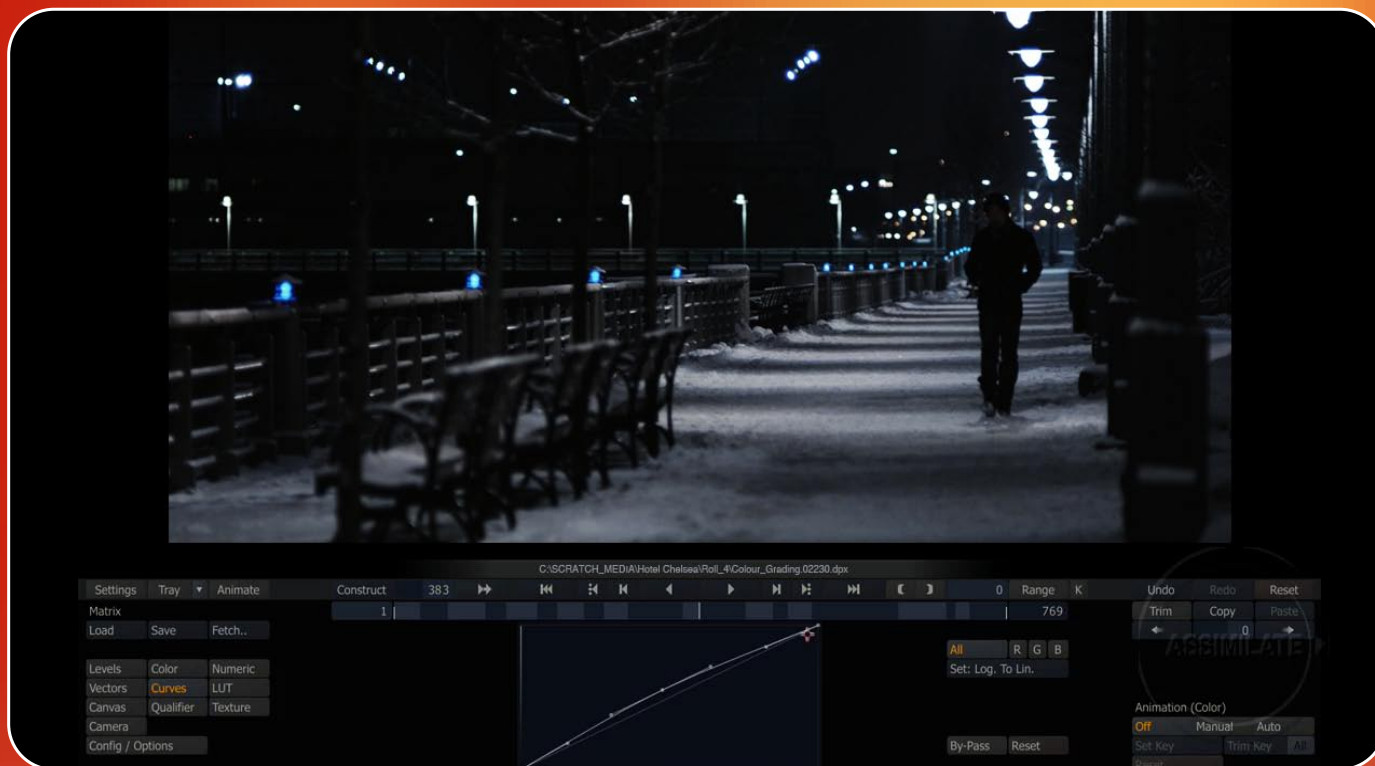 C:\SCRATCH_MEDIA\Hotel Chelsea\Roll_4\Colour_Grading.02230.dpx
Settings Tray Animate Construct 383 0 Range K Undo Redo Reset
Matrix 1 769 Trim Copy Paste
Load Save Fetch.. 0
ASSIMILATE
All R G B
Levels Color Numeric Set: Log. To Lin.
Vectors Curves LUT
Canvas Qualifier Texture Animation (Color)
Camera Off Manual Auto
Config / Options By-Pass Reset Set Key Trim Key All
Reset